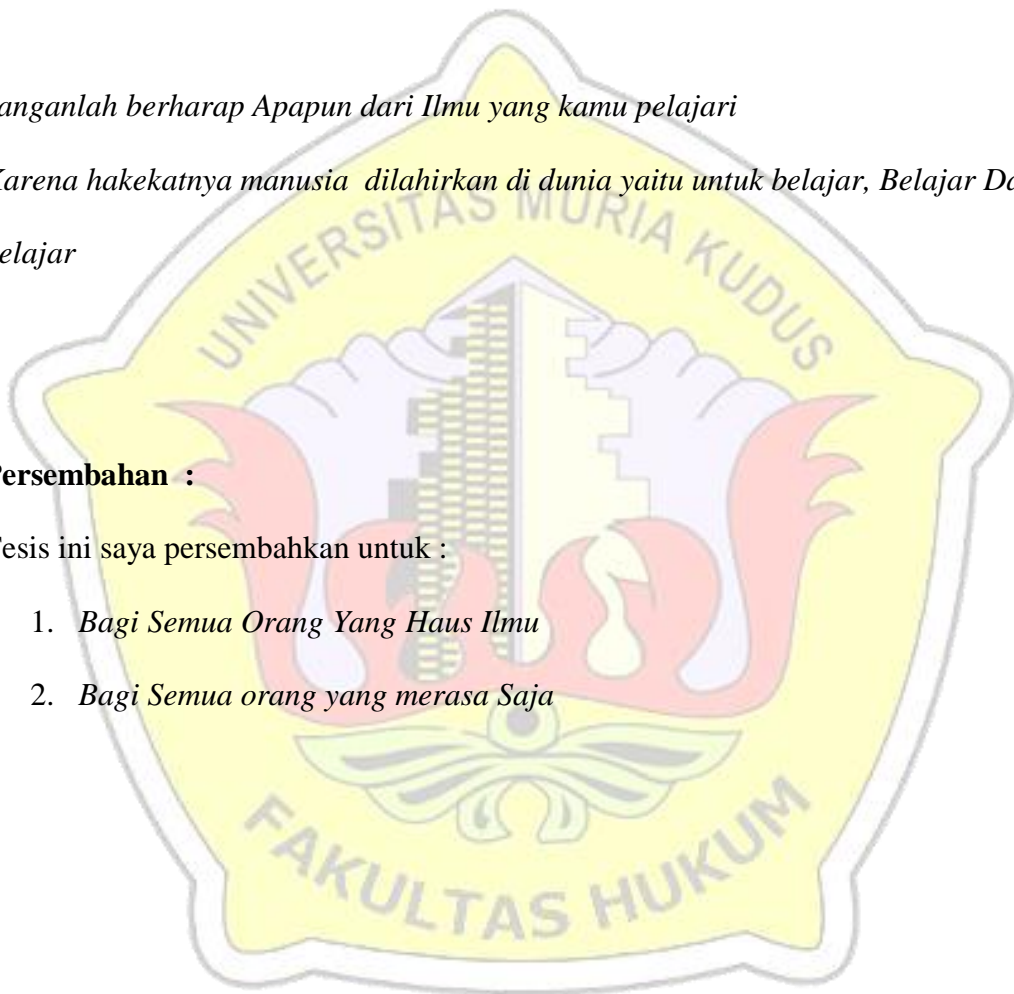 anganlah berharap Apapun dari Ilmu yang kamu pelajari
Karena hakekatnya manusia dilahirkan di dunia yaitu untuk belajar, Belajar Da
elajar
UNIVERSITAS MURIA KUDUS
Persembahan :
Tesis ini saya persembahkan untuk :
1. Bagi Semua Orang Yang Haus Ilmu
2. Bagi Semua orang yang merasa Saja
FAKULTAS HUKUM